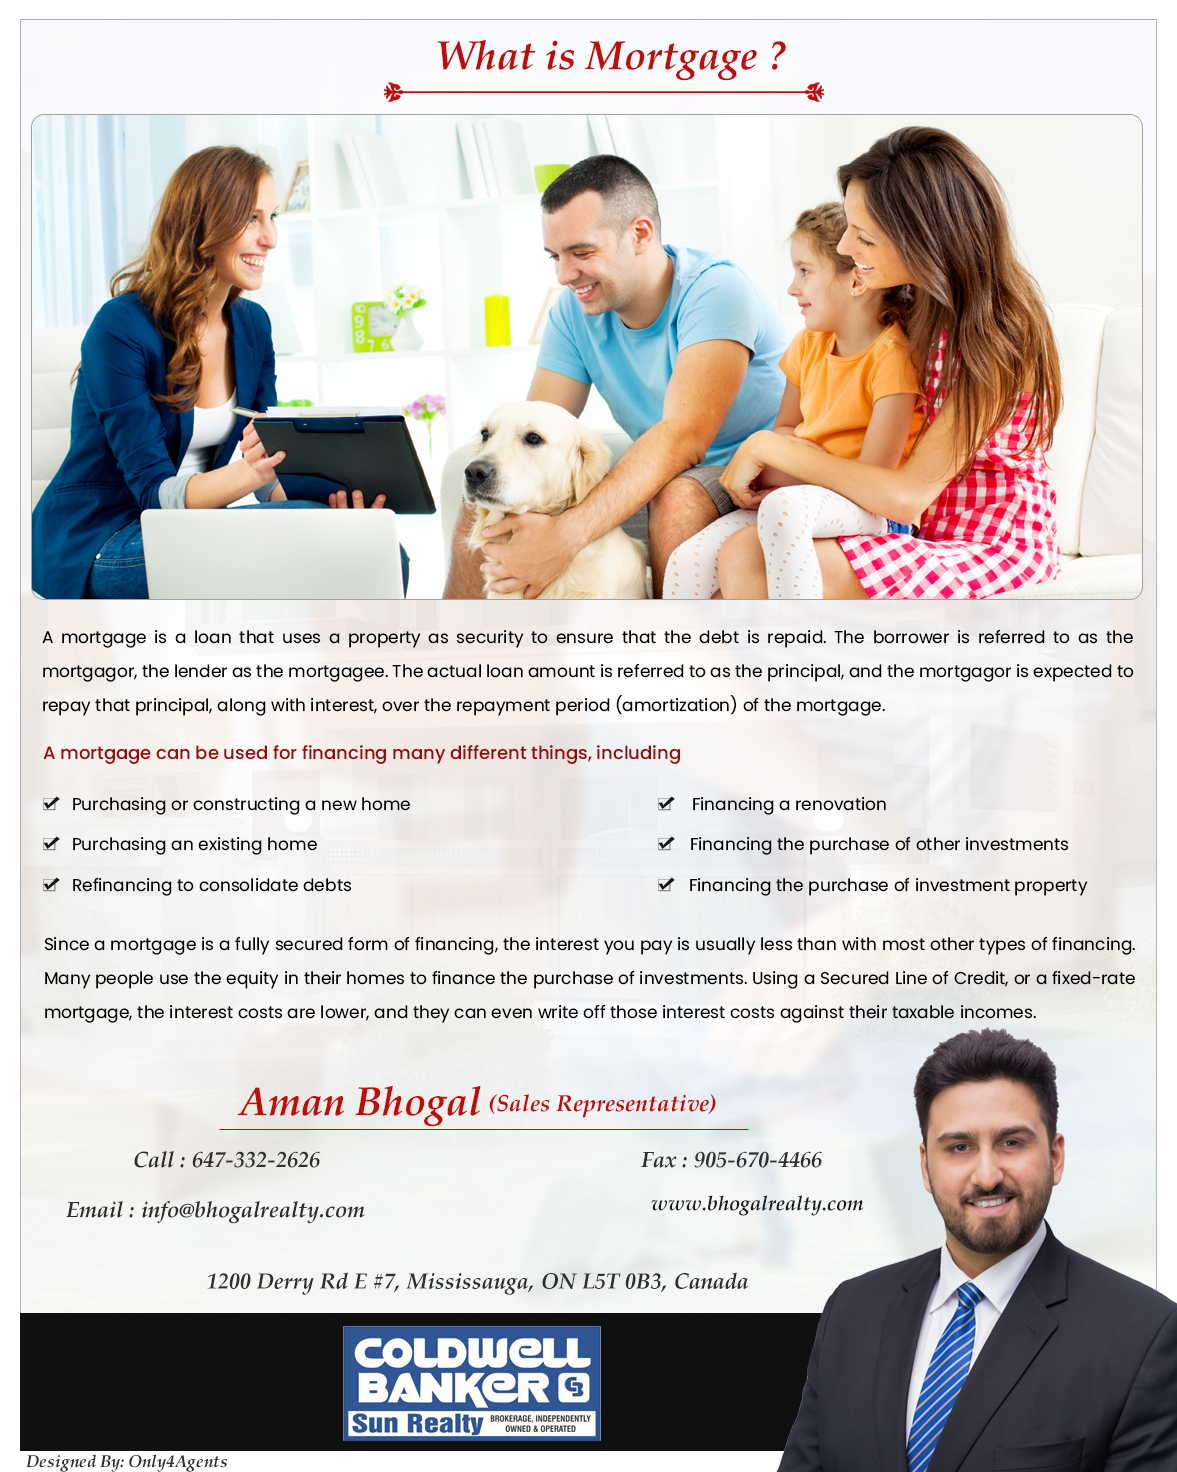 What is Mortgage ?
A mortgage is a loan that uses a property as security to ensure that the debt is repaid. The borrower is referred to as the
mortgagor, the lender as the mortgagee. The actual loan amount is referred to as the principal, and the mortgagor is expected to
repay that principal, along with interest, over the repayment period (amortization) of the mortgage.
A mortgage can be used for financing many different things, including
Purchasing or constructing a new home
Purchasing an existing home
Refinancing to consolidate debts
Financing a renovation
Financing the purchase of other investments
Financing the purchase of investment property
Since a mortgage is a fully secured form of financing, the interest you pay is usually less than with most other types of financing.
Many people use the equity in their homes to finance the purchase of investments. Using a Secured Line of Credit, or a fixed-rate
mortgage, the interest costs are lower, and they can even write off those interest costs against their taxable incomes.
Aman Bhogal (Sales Representative)
Call : 647-332-2626
Fax : 905-670-4466
Email : info@bhogalrealty.com
www.bhogalrealty.com
1200 Derry Rd E #7, Mississauga, ON L5T 0B3, Canada
COLDWELL
BANKER CB
Sun Realty
BROKERAGE, INDEPENDENTLY
OWNED & OPERATED
Designed By: Only4Agents